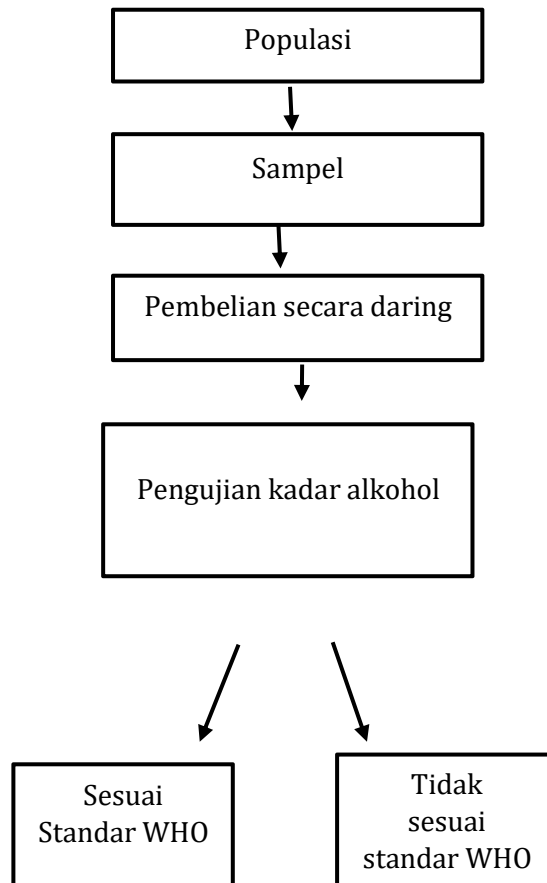 Populasi
Sampel
Pembelian secara daring
Pengujian kadar alkohol
Sesuai
Standar WHO
Tidak
sesuai
standar WHO